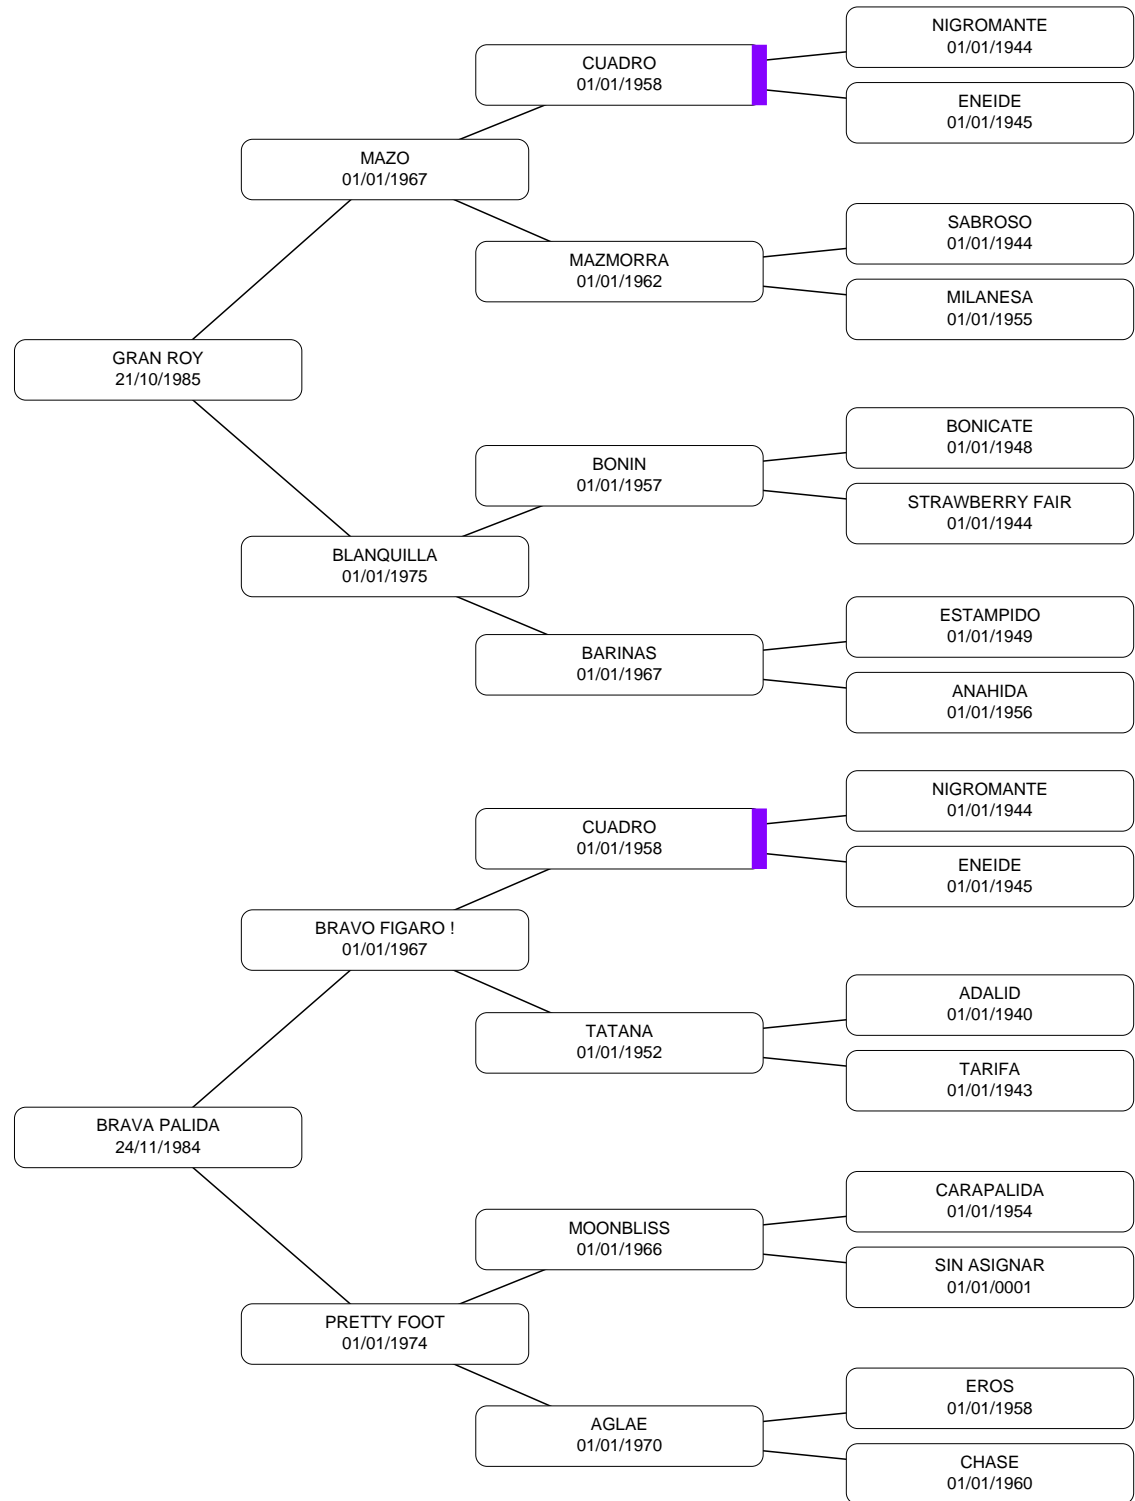 NIGROMANTE
01/01/1944
CUADRO
01/01/1958
ENEIDE
01/01/1945
MAZO
01/01/1967
SABROSO
01/01/1944
MAZMORRA
01/01/1962
MILANESA
01/01/1955
GRAN ROY
21/10/1985
BONICATE
01/01/1948
BONIN
01/01/1957
STRAWBERRY FAIR
01/01/1944
BLANQUILLA
01/01/1975
ESTAMPIDO
01/01/1949
BARINAS
01/01/1967
ANAHIDA
01/01/1956
NIGROMANTE
01/01/1944
CUADRO
01/01/1958
ENEIDE
01/01/1945
BRAVO FIGARO !
01/01/1967
ADALID
01/01/1940
TATANA
01/01/1952
TARIFA
01/01/1943
BRAVA PALIDA
24/11/1984
CARAPALIDA
01/01/1954
MOONBLISS
01/01/1966
SIN ASIGNAR
01/01/0001
PRETTY FOOT
01/01/1974
EROS
01/01/1958
AGLAE
01/01/1970
CHASE
01/01/1960